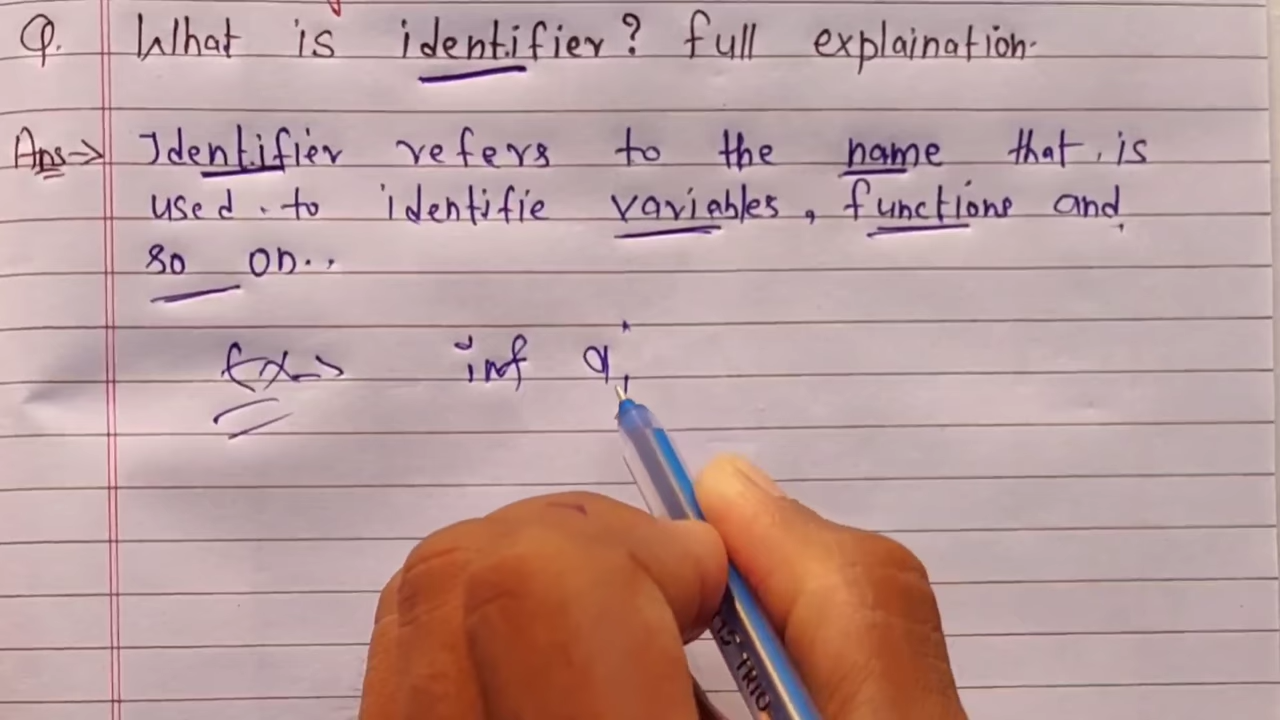 Q. What is identifier? full explaination.
Ans→ Identifier refers to the name that is
used to identifie variables, functions and
so on..
Ex→ int a;
TRIO